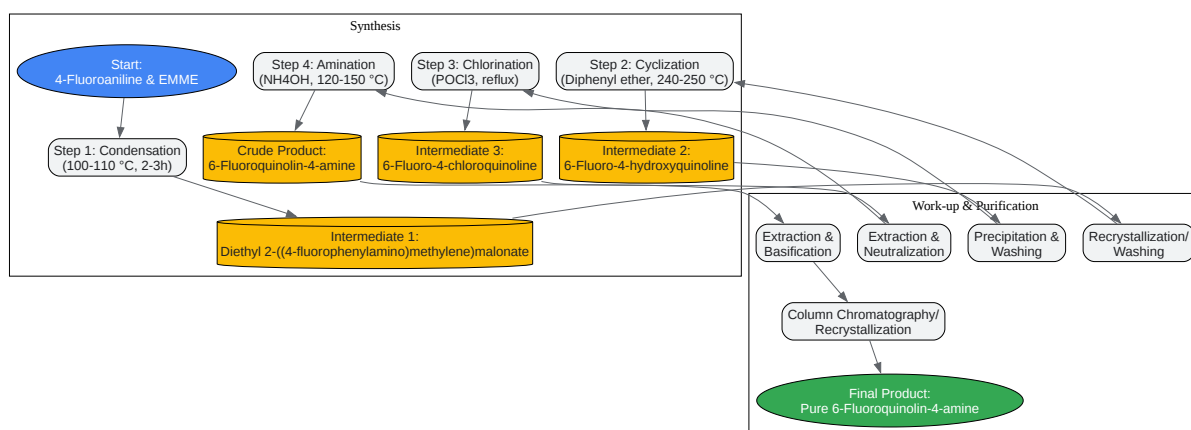 Synthesis
Start:
4-Fluoroaniline & EMME
Step 4: Amination
(NH4OH, 120-150 °C)
Step 3: Chlorination
(POCl3, reflux)
Step 2: Cyclization
(Diphenyl ether, 240-250 °C)
Step 1: Condensation
(100-110 °C, 2-3h)
Crude Product:
6-Fluoroquinolin-4-amine
Intermediate 3:
6-Fluoro-4-chloroquinoline
Intermediate 2:
6-Fluoro-4-hydroxyquinoline
Intermediate 1:
Diethyl 2-((4-fluorophenylamino)methylene)malonate
Work-up & Purification
Extraction &
Basification
Extraction &
Neutralization
Precipitation &
Washing
Recrystallization/
Washing
Column Chromatography/
Recrystallization
Final Product:
Pure 6-Fluoroquinolin-4-amine